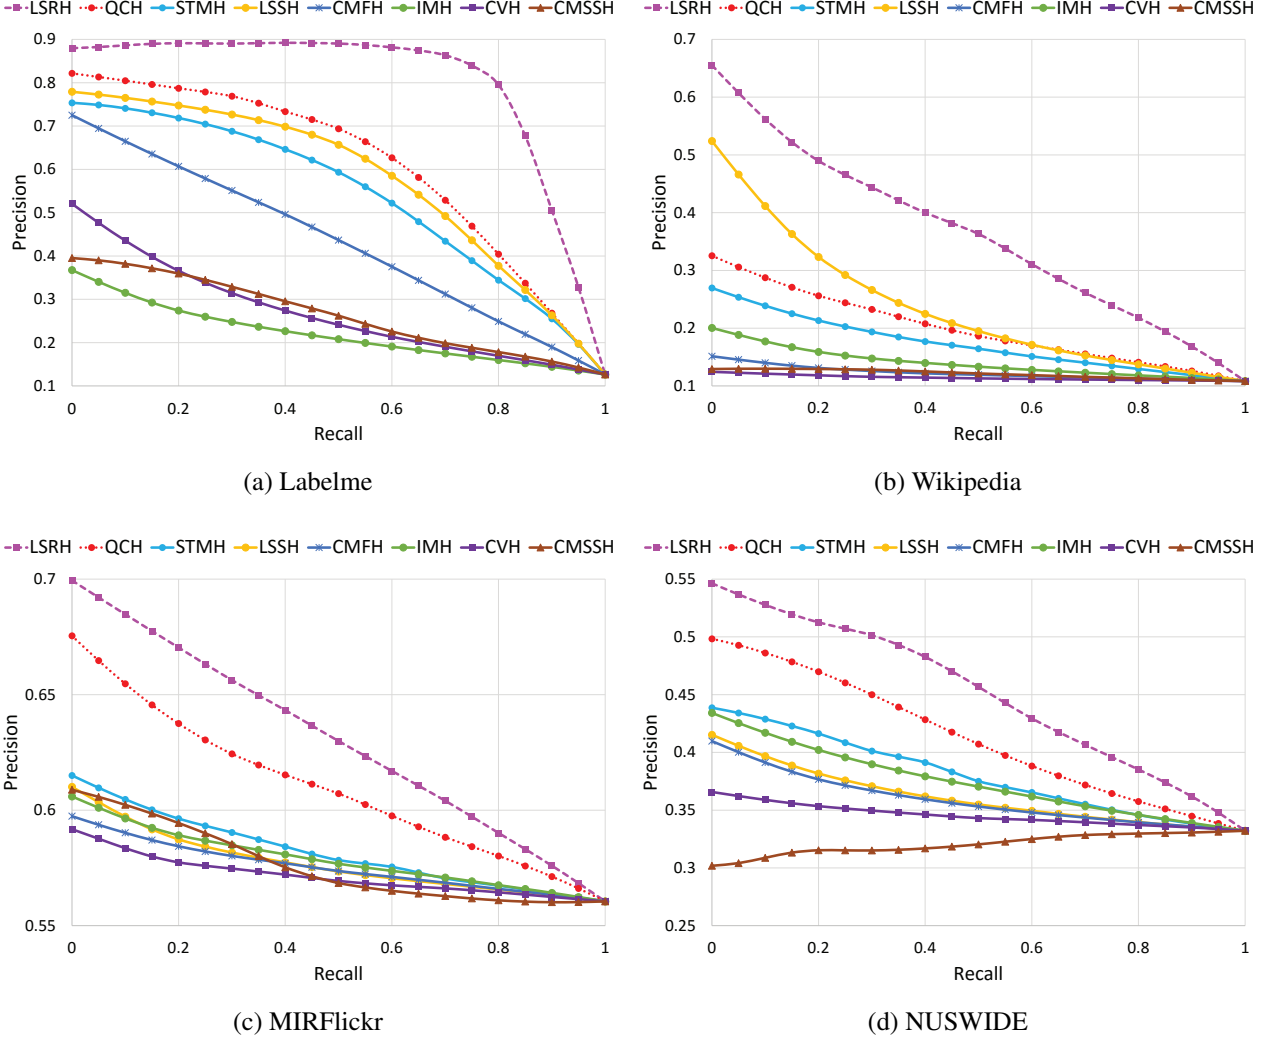 LSRH QCH STMH LSSH CMFH IMH CVH CMSSH
0.9
0.8
0.7
0.6
0.5
0.4
0.3
0.2
0.1
Precision
0 0.2 0.4 0.6 0.8 1
Recall
(a) Labelme
LSRH QCH STMH LSSH CMFH IMH CVH CMSSH
0.7
0.6
0.5
0.4
0.3
0.2
0.1
Precision
0 0.2 0.4 0.6 0.8 1
Recall
(b) Wikipedia
LSRH QCH STMH LSSH CMFH IMH CVH CMSSH
0.7
0.65
0.6
0.55
Precision
0 0.2 0.4 0.6 0.8 1
Recall
(c) MIRFlickr
LSRH QCH STMH LSSH CMFH IMH CVH CMSSH
0.55
0.5
0.45
0.4
0.35
0.3
0.25
Precision
0 0.2 0.4 0.6 0.8 1
Recall
(d) NUSWIDE